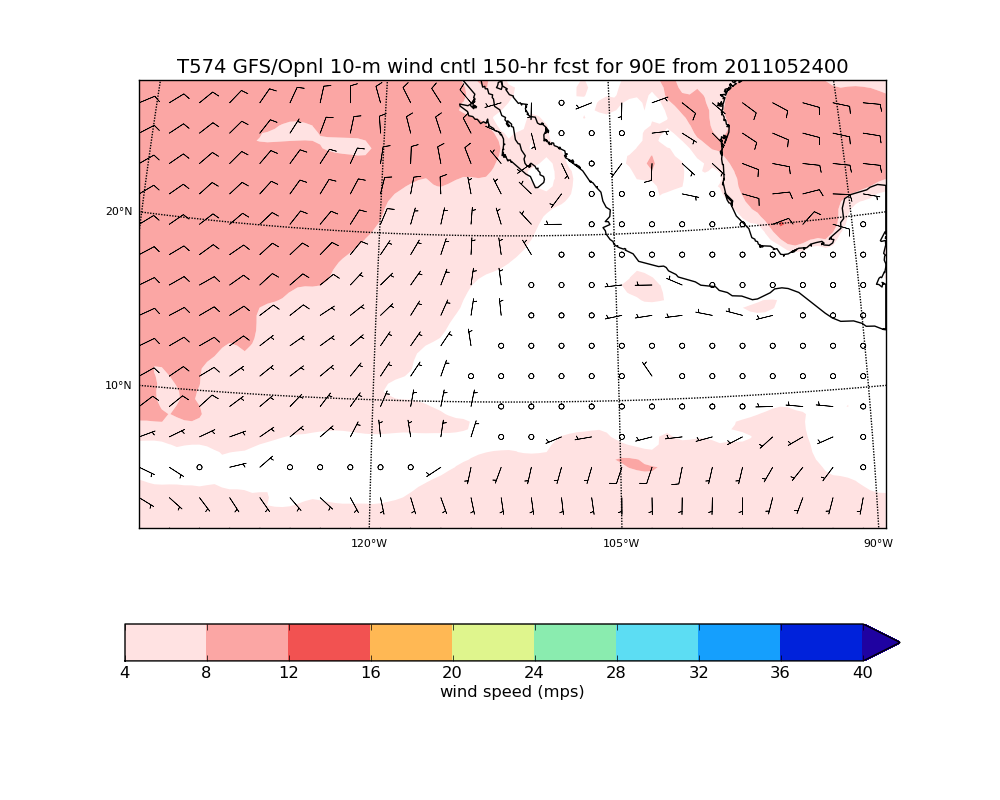 T574 GFS/Opnl 10-m wind cntl 150-hr fcst for 90E from 2011052400
20°N
10°N
120°W 105°W 90°W
4 8 12 16 20 24 28 32 36 40
wind speed (mps)